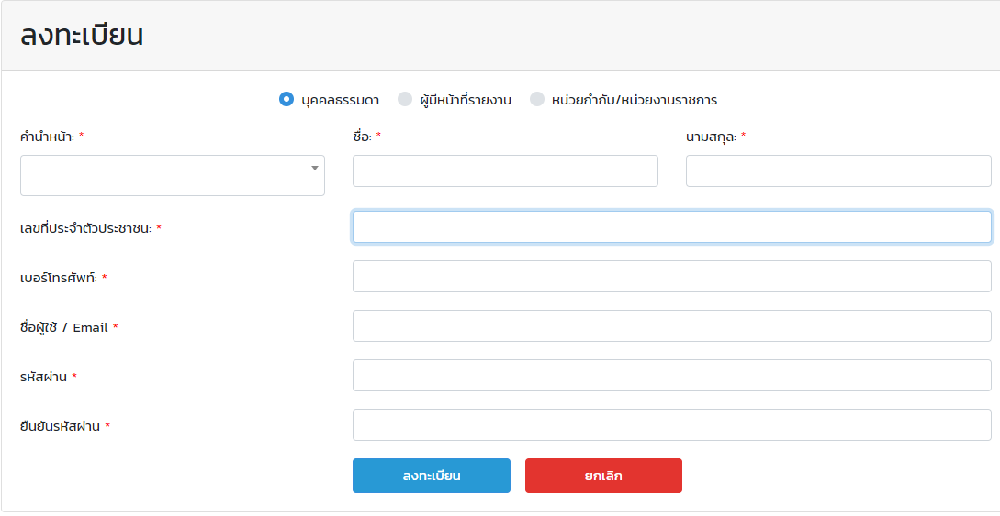 ลงทะเบียน
บุคคลธรรมดา ผู้มีหน้าที่รายงาน หน่วยกำกับ/หน่วยงานราชการ
คำนำหน้า: * ชื่อ: * นามสกุล: *
เลขที่ประจำตัวประชาชน: *
เบอร์โทรศัพท์: *
ชื่อผู้ใช้ / Email *
รหัสผ่าน *
ยืนยันรหัสผ่าน *
ลงทะเบียน ยกเลิก